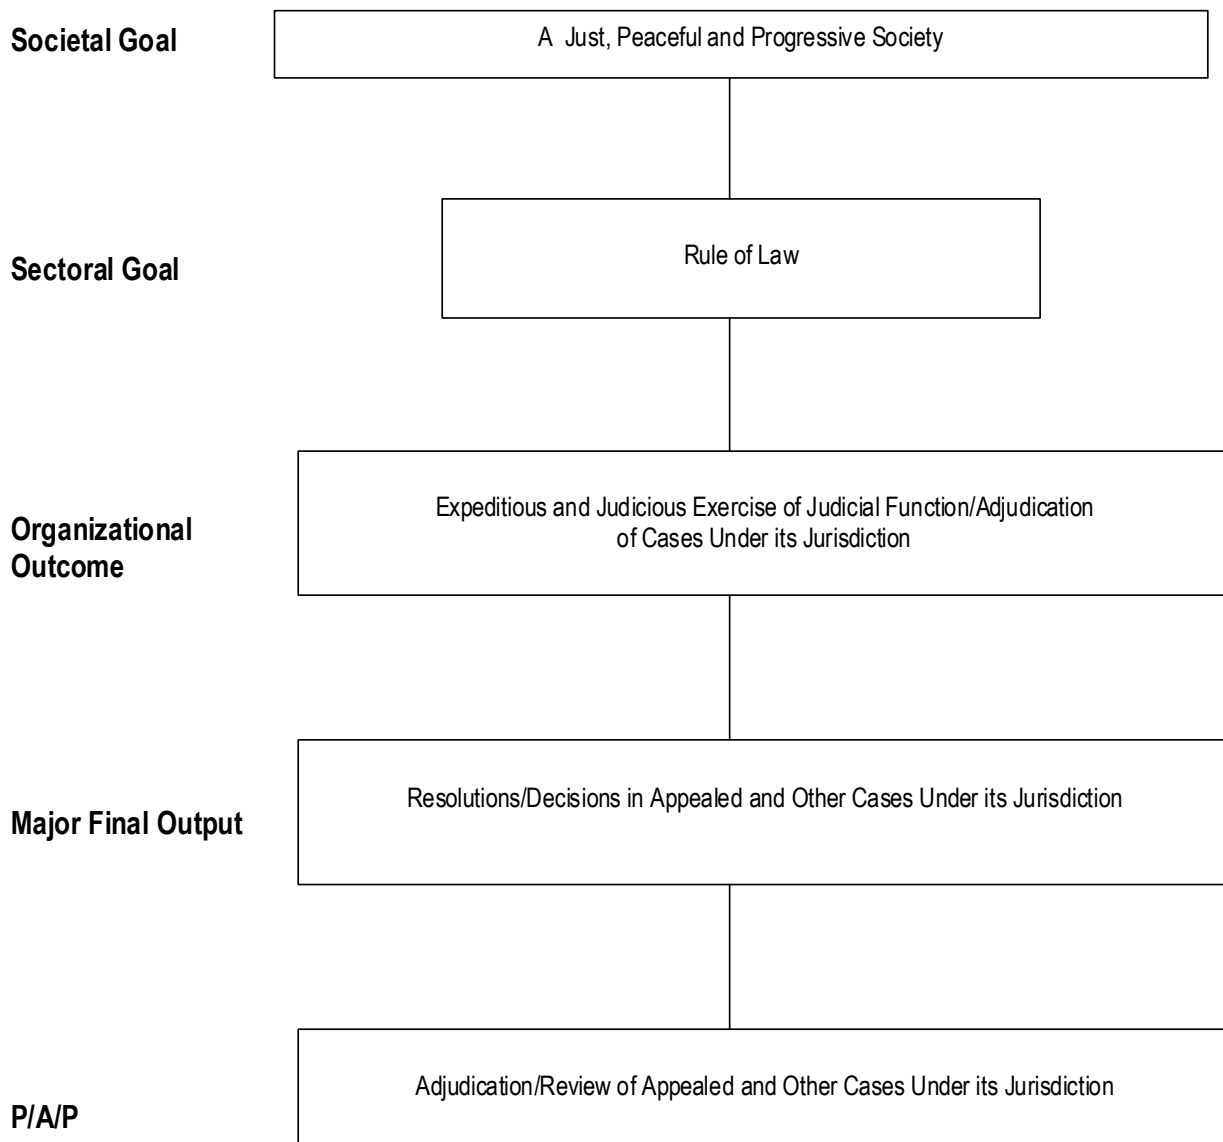 Societal Goal
A Just, Peaceful and Progressive Society
Sectoral Goal
Rule of Law
Organizational
Outcome
Expeditious and Judicious Exercise of Judicial Function/Adjudication
of Cases Under its Jurisdiction
Major Final Output
Resolutions/Decisions in Appealed and Other Cases Under its Jurisdiction
P/A/P
Adjudication/Review of Appealed and Other Cases Under its Jurisdiction